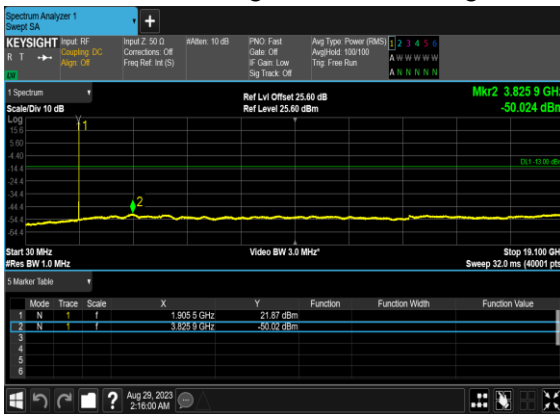 Spectrum Analyzer 1
Swept SA
KEYSIGHT Input: RF Input Z: 50 Ω #Atten: 10 dB PNO: Fast Avg Type: Power (RMS) 1 2 3 4 5 6
R T Coupling: DC Corrections: Off Gate: Off Avg|Hold: 100/100 A W W W W W
Align: Off Freq Ref: Int (S) IF Gain: Low Trig: Free Run
LV Sig Track: Off A N N N N N
1 Spectrum Ref Lvl Offset 25.60 dB Mkr2 3.825 9 GHz
Scale/Div 10 dB Ref Level 25.60 dBm -50.024 dBm
Log
15.6
5.60
-4.40
DL1 -13.00 dBm
-14.4
-24.4
-34.4
-44.4
-54.4
-64.4
1
2
Start 30 MHz Video BW 3.0 MHz* Stop 19.100 GH
#Res BW 1.0 MHz Sweep 32.0 ms (40001 pts
5 Marker Table
Mode Trace Scale X Y Function Function Width Function Value
1 N 1 f 1.905 5 GHz 21.87 dBm
2 N 1 f 3.825 9 GHz -50.02 dBm
3
4
5
6
? Aug 29, 2023
2:16:00 AM